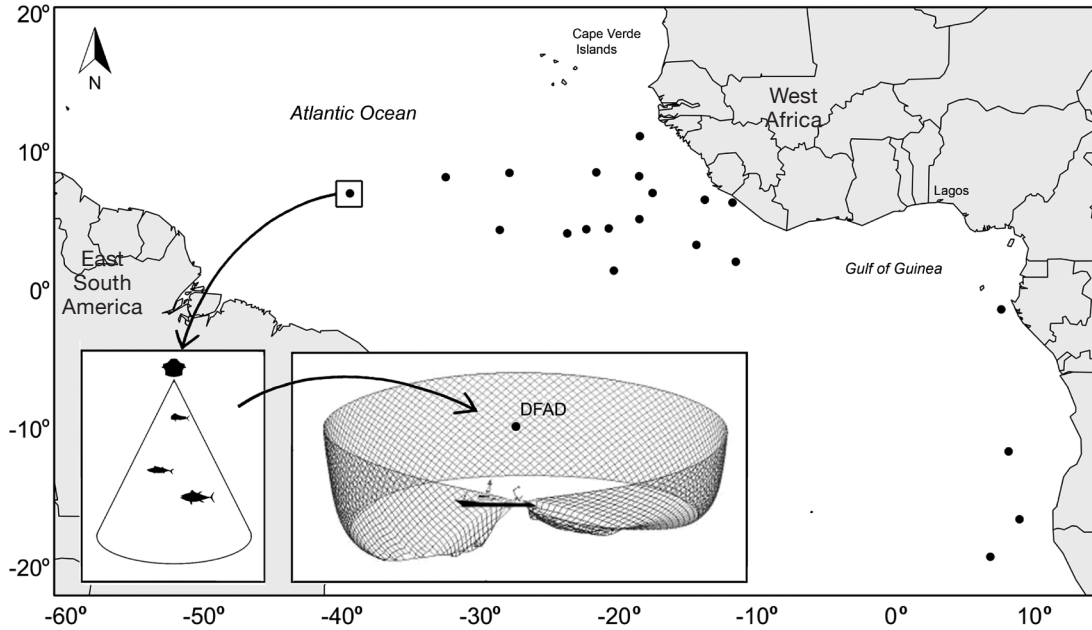 20º
Cape Verde
Islands
N
Atlantic Ocean
West
Africa
10º
Lagos
East
South
America
Gulf of Guinea
0º
DFAD
-10º
-20º
-60º
-50º
-40º
-30º
-20º
-10º
0º
10º